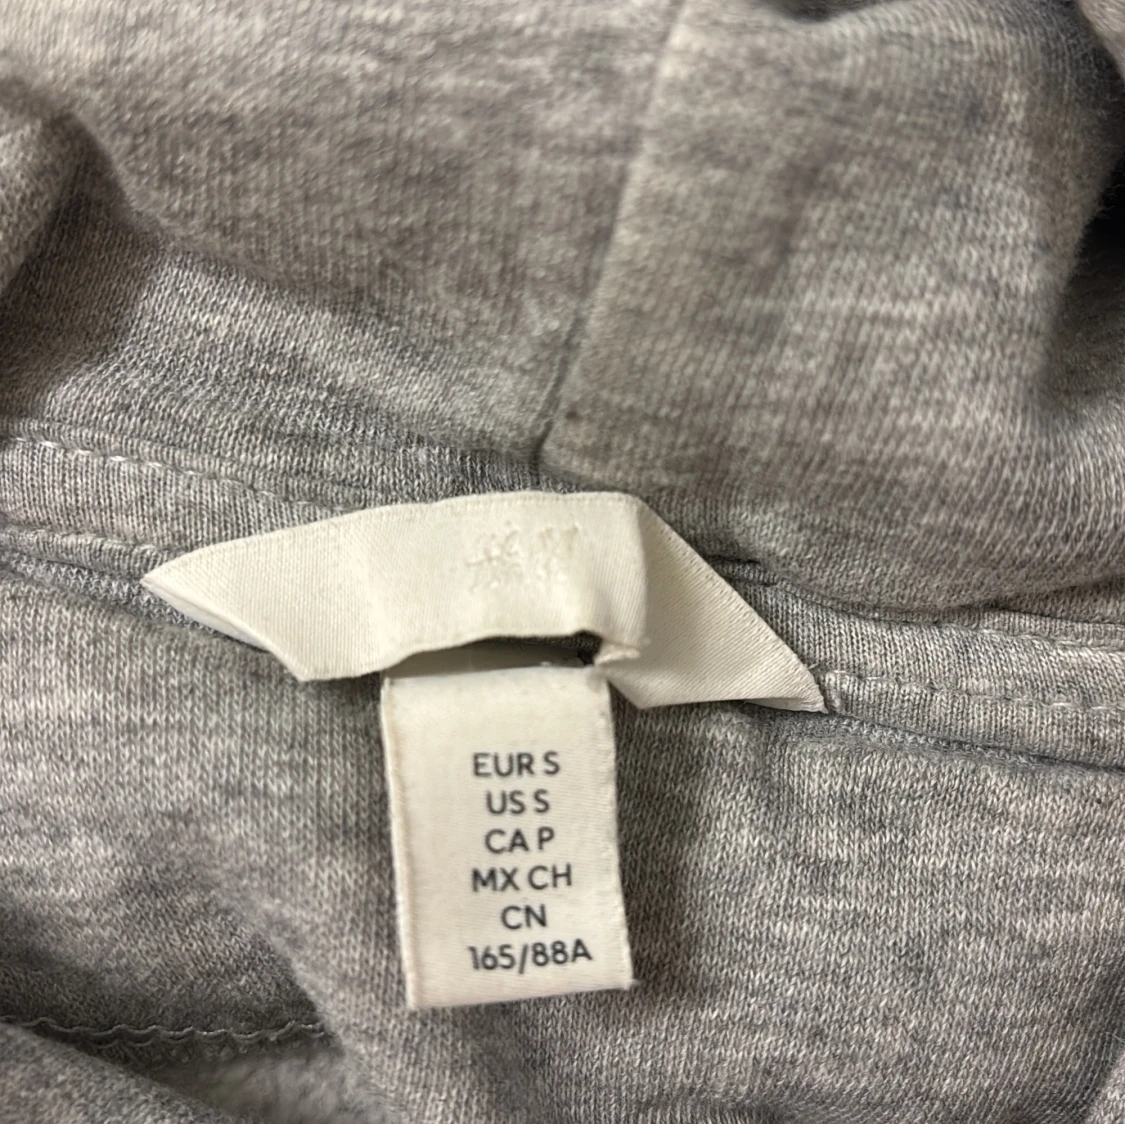 EUR S
US S
CA P
MX CH
CN
165/88A